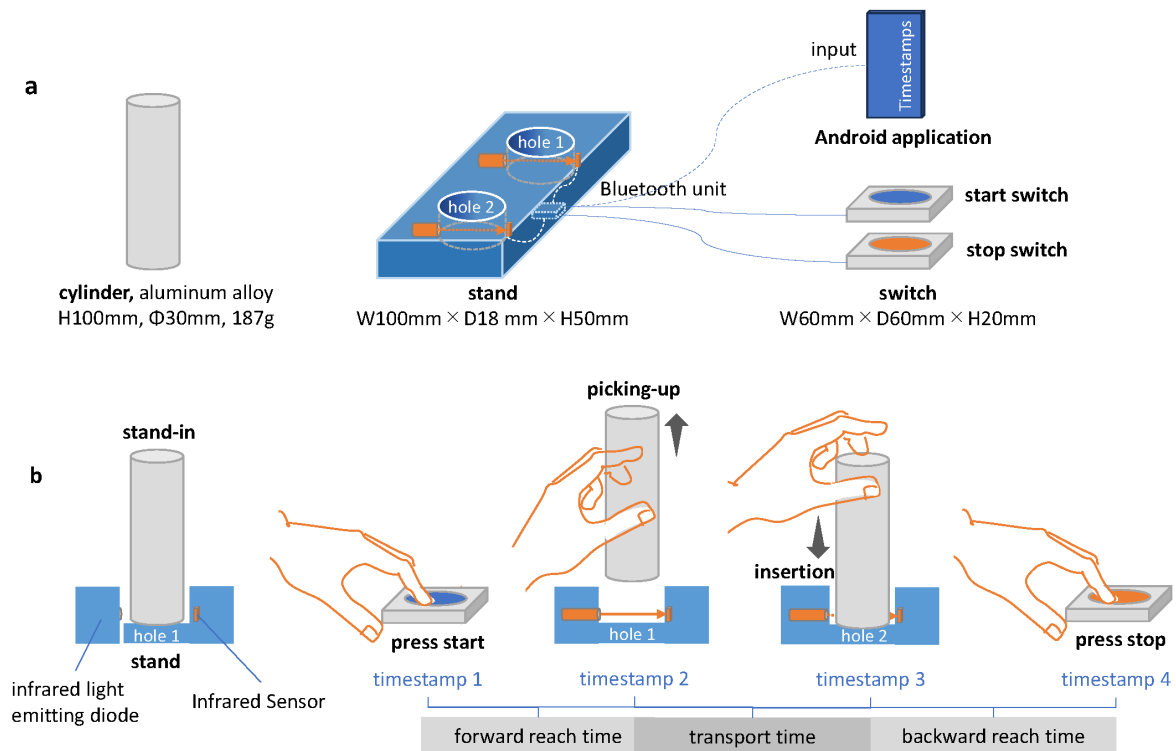 a
input
Timestamps
Android application
hole 1
hole 2
Bluetooth unit
start switch
stop switch
cylinder, aluminum alloy
H100mm, Φ30mm, 187g
stand
W100mm × D18 mm × H50mm
switch
W60mm × D60mm × H20mm
b
stand-in
picking-up
insertion
hole 1
stand
press start
hole 1
hole 2
press stop
infrared light
emitting diode
Infrared Sensor
timestamp 1
timestamp 2
timestamp 3
timestamp 4
forward reach time
transport time
backward reach time